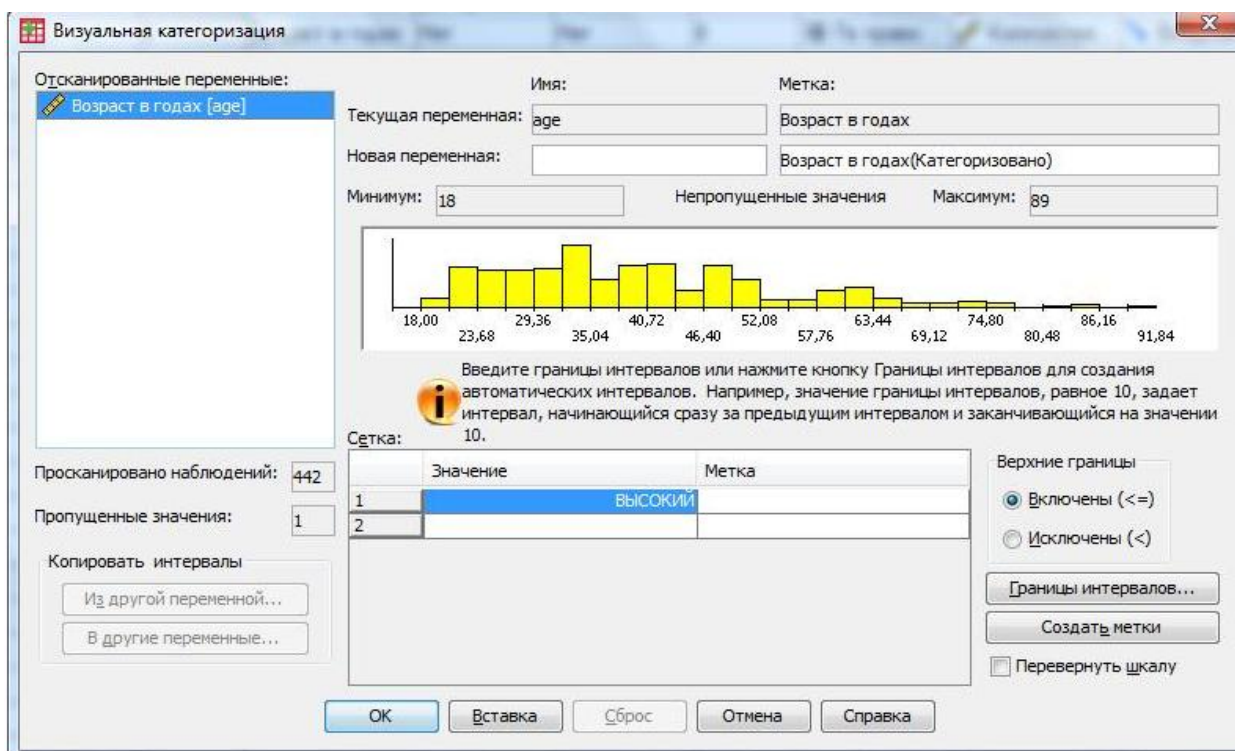 Визуальная категоризация
Отсканированные переменные:
Возраст в годах [age]
Имя:
Метка:
Текущая переменная: age
Возраст в годах
Новая переменная:
Возраст в годах(Категоризовано)
Минимум: 18
Непропущенные значения
Максимум: 89
18,00 29,36 40,72 52,08 63,44 74,80 86,16
23,68 35,04 46,40 57,76 69,12 80,48 91,84
Введите границы интервалов или нажмите кнопку Границы интервалов для создания
автоматических интервалов. Например, значение границы интервалов, равное 10, задает
интервал, начинающийся сразу за предыдущим интервалом и заканчивающийся на значении
10.
Сетка:
Значение Метка
1 ВЫСОКИЙ
2
Просканировано наблюдений: 442
Пропущенные значения: 1
Копировать интервалы
Из другой переменной...
В другие переменные...
Верхние границы
Включены (<=)
Исключены (<)
Границы интервалов...
Создать метки
Перевернуть шкалу
ОК Вставка Сброс Отмена Справка